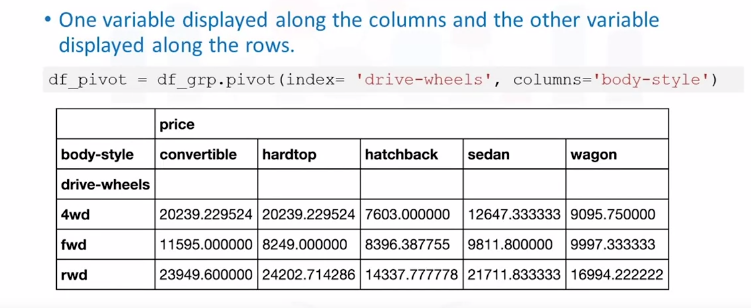 • One variable displayed along the columns and the other variable
displayed along the rows.
df_pivot = df_grp.pivot(index= 'drive-wheels', columns='body-style')
price
body-style convertible hardtop hatchback sedan wagon
drive-wheels
4wd 20239.229524 20239.229524 7603.000000 12647.333333 9095.750000
fwd 11595.000000 8249.000000 8396.387755 9811.800000 9997.333333
rwd 23949.600000 24202.714286 14337.777778 21711.833333 16994.222222